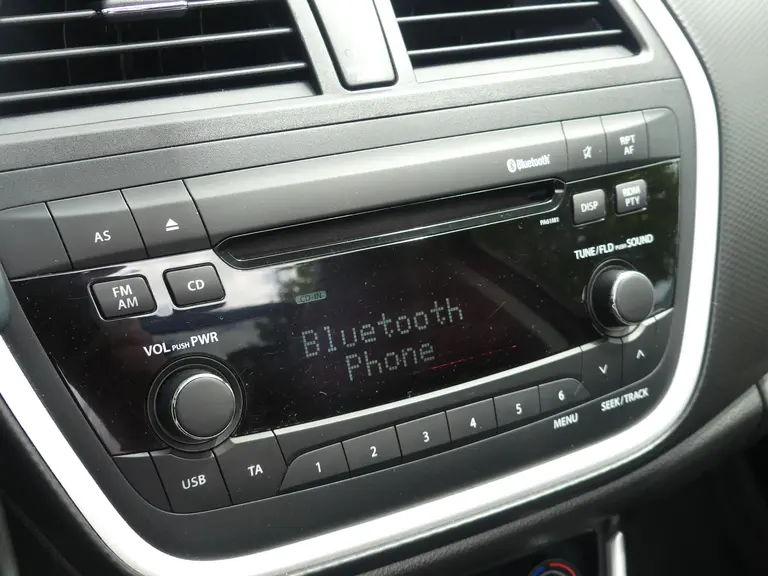 Bluetooth
RPT
AF
AS
PA61M01
DISP
RDM
PTY
FM
AM
CD
TUNE/FLD PUSH SOUND
CD-IN
VOL PUSH PWR
Bluetooth
Phone
USB
TA
1
2
3
4
5
6
MENU
SEEK/TRACK